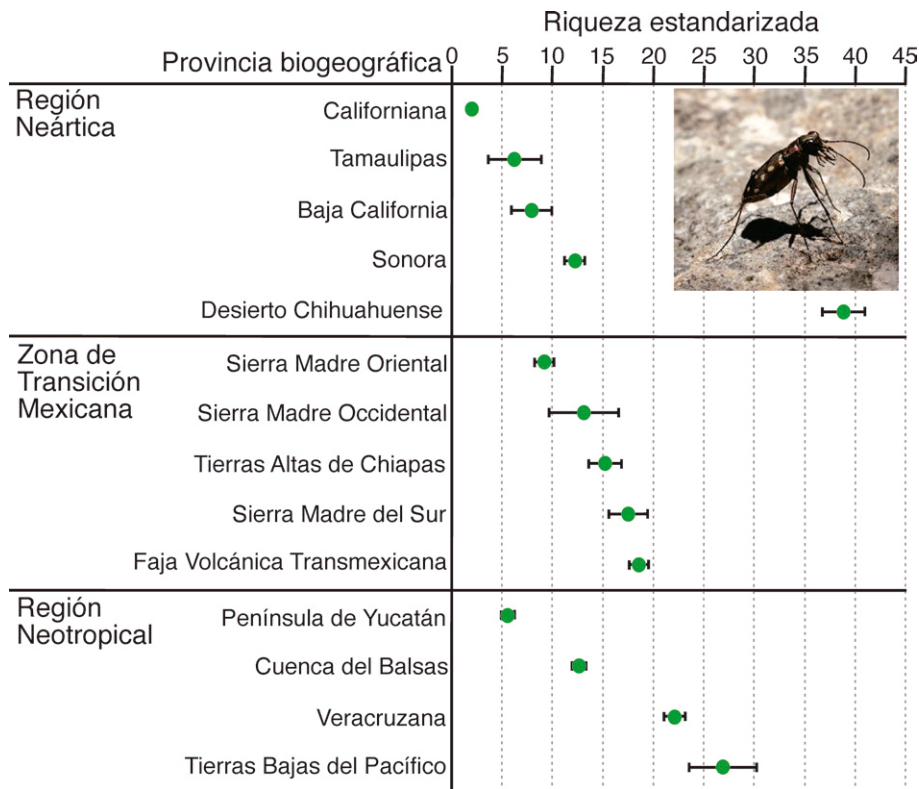 Riqueza estandarizada
Provincia biogeográfica
0 5 10 15 20 25 30 35 40 45
Región
Neártica
Californiana
Tamaulipas
Baja California
Sonora
Desierto Chihuahuense
Zona de
Transición
Mexicana
Sierra Madre Oriental
Sierra Madre Occidental
Tierras Altas de Chiapas
Sierra Madre del Sur
Faja Volcánica Transmexicana
Región
Neotropical
Península de Yucatán
Cuenca del Balsas
Veracruzana
Tierras Bajas del Pacífico